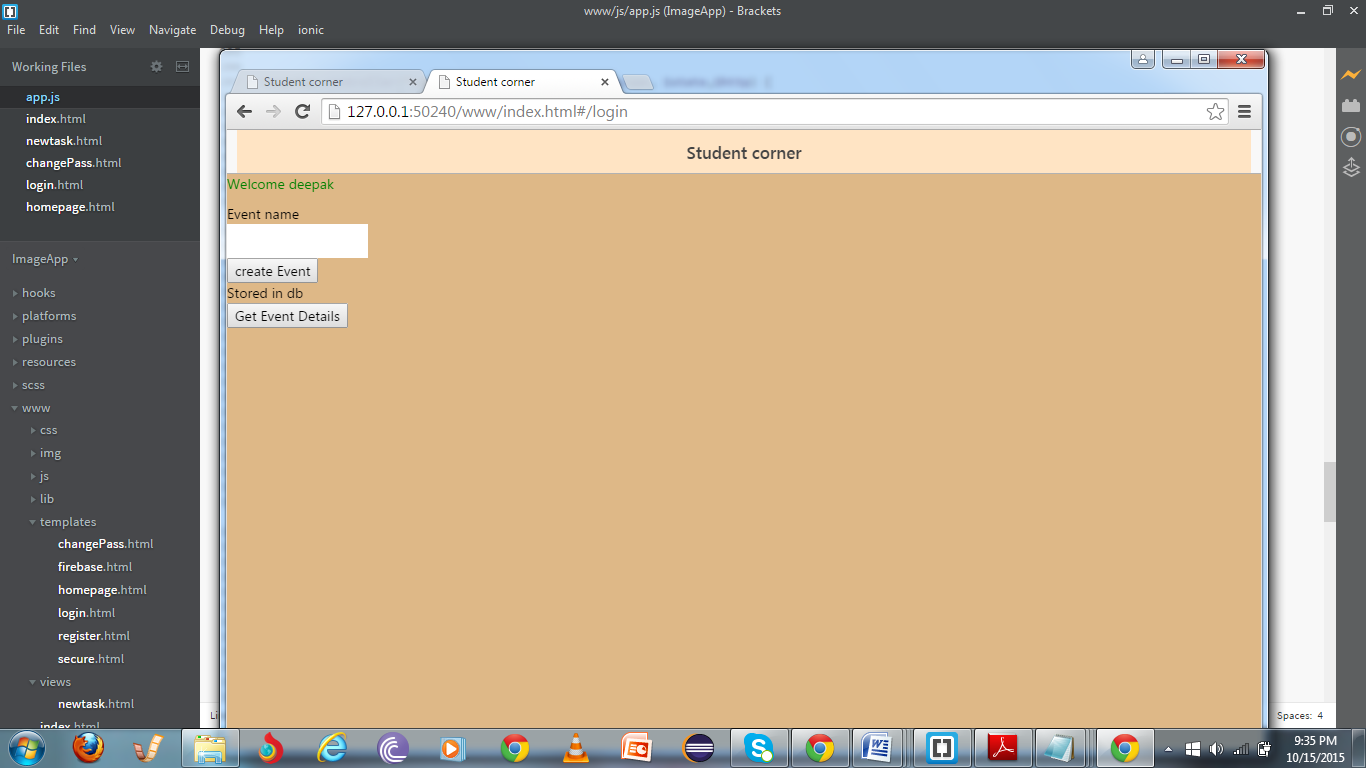 www/js/app.js (ImageApp) - Brackets
File Edit Find View Navigate Debug Help ionic
Working Files
app.js
index.html
newtask.html
changePass.html
login.html
homepage.html
ImageApp
hooks
platforms
plugins
resources
scss
www
css
img
js
lib
templates
changePass.html
firebase.html
homepage.html
login.html
register.html
secure.html
views
newtask.html
index.html
Student corner
Student corner
127.0.0.1:50240/www/index.html#/login
Student corner
Welcome deepak
Event name
create Event
Stored in db
Get Event Details
Spaces: 4
9:35 PM
10/15/2015